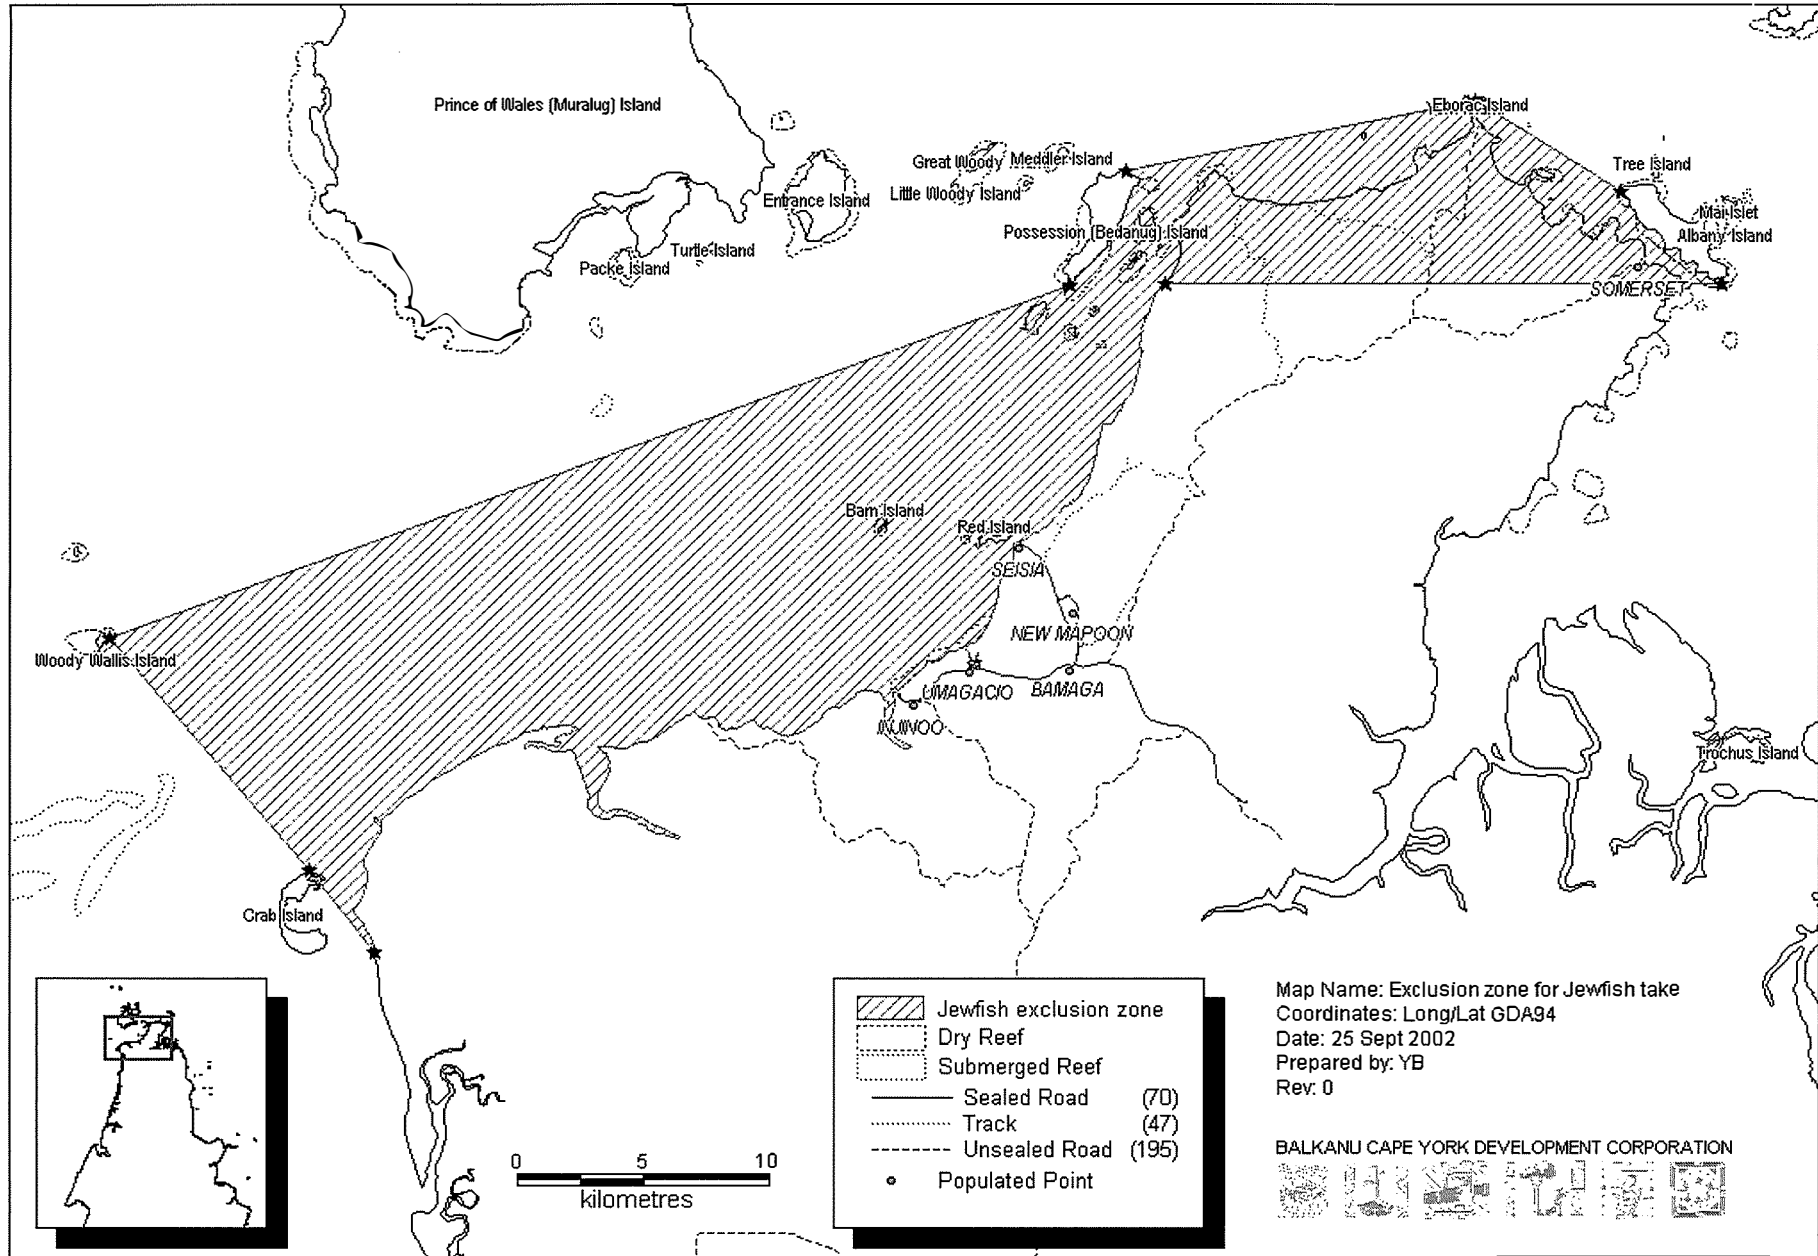 Prince of Wales (Muralug) Island
Eborac Island
Great Woody
Meddler Island
Tree Island
Little Woody Island
Entrance Island
Mai Islet
Possession (Bedanug) Island
Albany Island
Turtle Island
Packe Island
SOMERSET
Barn Island
Red Island
SEISIA
NEW MAPOON
Woody Wallis Island
UMAGACIO
BAMAGA
Trochus Island
Crab Island
Jewfish exclusion zone
Dry Reef
Submerged Reef
Sealed Road (70)
Track (47)
Unsealed Road (195)
Populated Point
0 5 10
kilometres
Map Name: Exclusion zone for Jewfish take
Coordinates: Long/Lat GDA94
Date: 25 Sept 2002
Prepared by: YB
Rev: 0
BALKANU CAPE YORK DEVELOPMENT CORPORATION